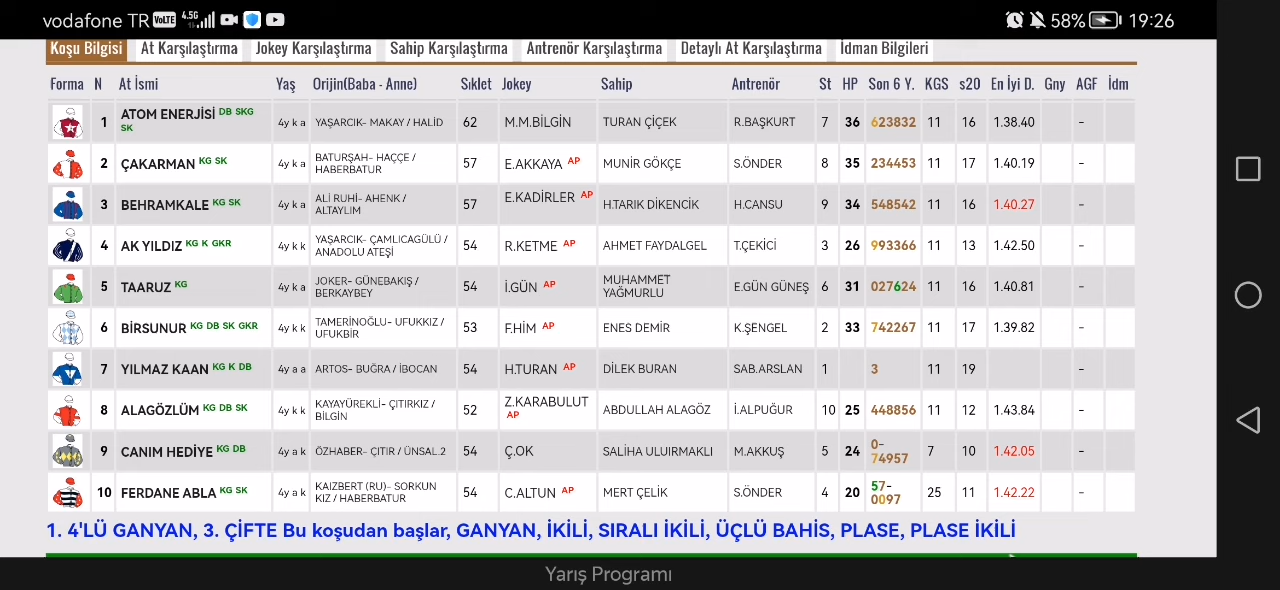 vodafone TR VoLTE 4.5G 58% 19:26
Koşu Bilgisi At Karşılaştırma Jokey Karşılaştırma Sahip Karşılaştırma Antrenör Karşılaştırma Detaylı At Karşılaştırma İdman Bilgileri
Forma N At İsmi Yaş Orijin(Baba - Anne) Sıklet Jokey Sahip Antrenör St HP Son 6 Y. KGS s20 En İyi D. Gny AGF İdm
1 ATOM ENERJİSİ DB SKG SK 4y k a YAŞARCIK- MAKAY / HALİD 62 M.M.BİLGİN TURAN ÇİÇEK R.BAŞKURT 7 36 623832 11 16 1.38.40 -
2 ÇAKARMAN KG SK 4y k a BATURŞAH- HAÇÇE / HABERBATUR 57 E.AKKAYA AP MUNİR GÖKÇE S.ÖNDER 8 35 234453 11 17 1.40.19 -
3 BEHRAMKALE KG SK 4y k a ALİ RUHİ- AHENK / ALTAYLIM 57 E.KADİRLER AP H.TARIK DİKENCİK H.CANSU 9 34 548542 11 16 1.40.27 -
4 AK YILDIZ KG K GKR 4y k k YAŞARCIK- ÇAMLICAGÜLÜ / ANADOLU ATEŞİ 54 R.KETME AP AHMET FAYDALGEL T.ÇEKİCİ 3 26 993366 11 13 1.42.50 -
5 TAARUZ KG 4y k a JOKER- GÜNEBAKIŞ / BERKAYBEY 54 İ.GÜN AP MUHAMMET YAĞMURLU E.GÜN GÜNEŞ 6 31 027624 11 16 1.40.81 -
6 BİRSUNUR KG DB SK GKR 4y k k TAMERİNOĞLU- UFUKKIZ / UFUKBİR 53 F.HİM AP ENES DEMİR K.ŞENGEL 2 33 742267 11 17 1.39.82 -
7 YILMAZ KAAN KG K DB 4y a a ARTOS- BUĞRA / İBOCAN 54 H.TURAN AP DİLEK BURAN SAB.ARSLAN 1 3 11 19 -
8 ALAGÖZLÜM KG DB SK 4y k k KAYAYÜREKLİ- ÇITIRKIZ / BİLGİN 52 Z.KARABULUT AP ABDULLAH ALAGÖZ İ.ALPUĞUR 10 25 448856 11 12 1.43.84 -
9 CANIM HEDİYE KG DB 4y a k ÖZHABER- ÇITIR / ÜNSAL.2 54 Ç.OK SALİHA ULUIRMAKLI M.AKKUŞ 5 24 0-74957 7 10 1.42.05 -
10 FERDANE ABLA KG SK 4y a k KAIZBERT (RU)- SORKUN KIZ / HABERBATUR 54 C.ALTUN AP MERT ÇELİK S.ÖNDER 4 20 57-0097 25 11 1.42.22 -
1. 4'LÜ GANYAN, 3. ÇİFTE Bu koşudan başlar, GANYAN, İKİLİ, SIRALI İKİLİ, ÜÇLÜ BAHİS, PLASE, PLASE İKİLİ
Yarış Programı